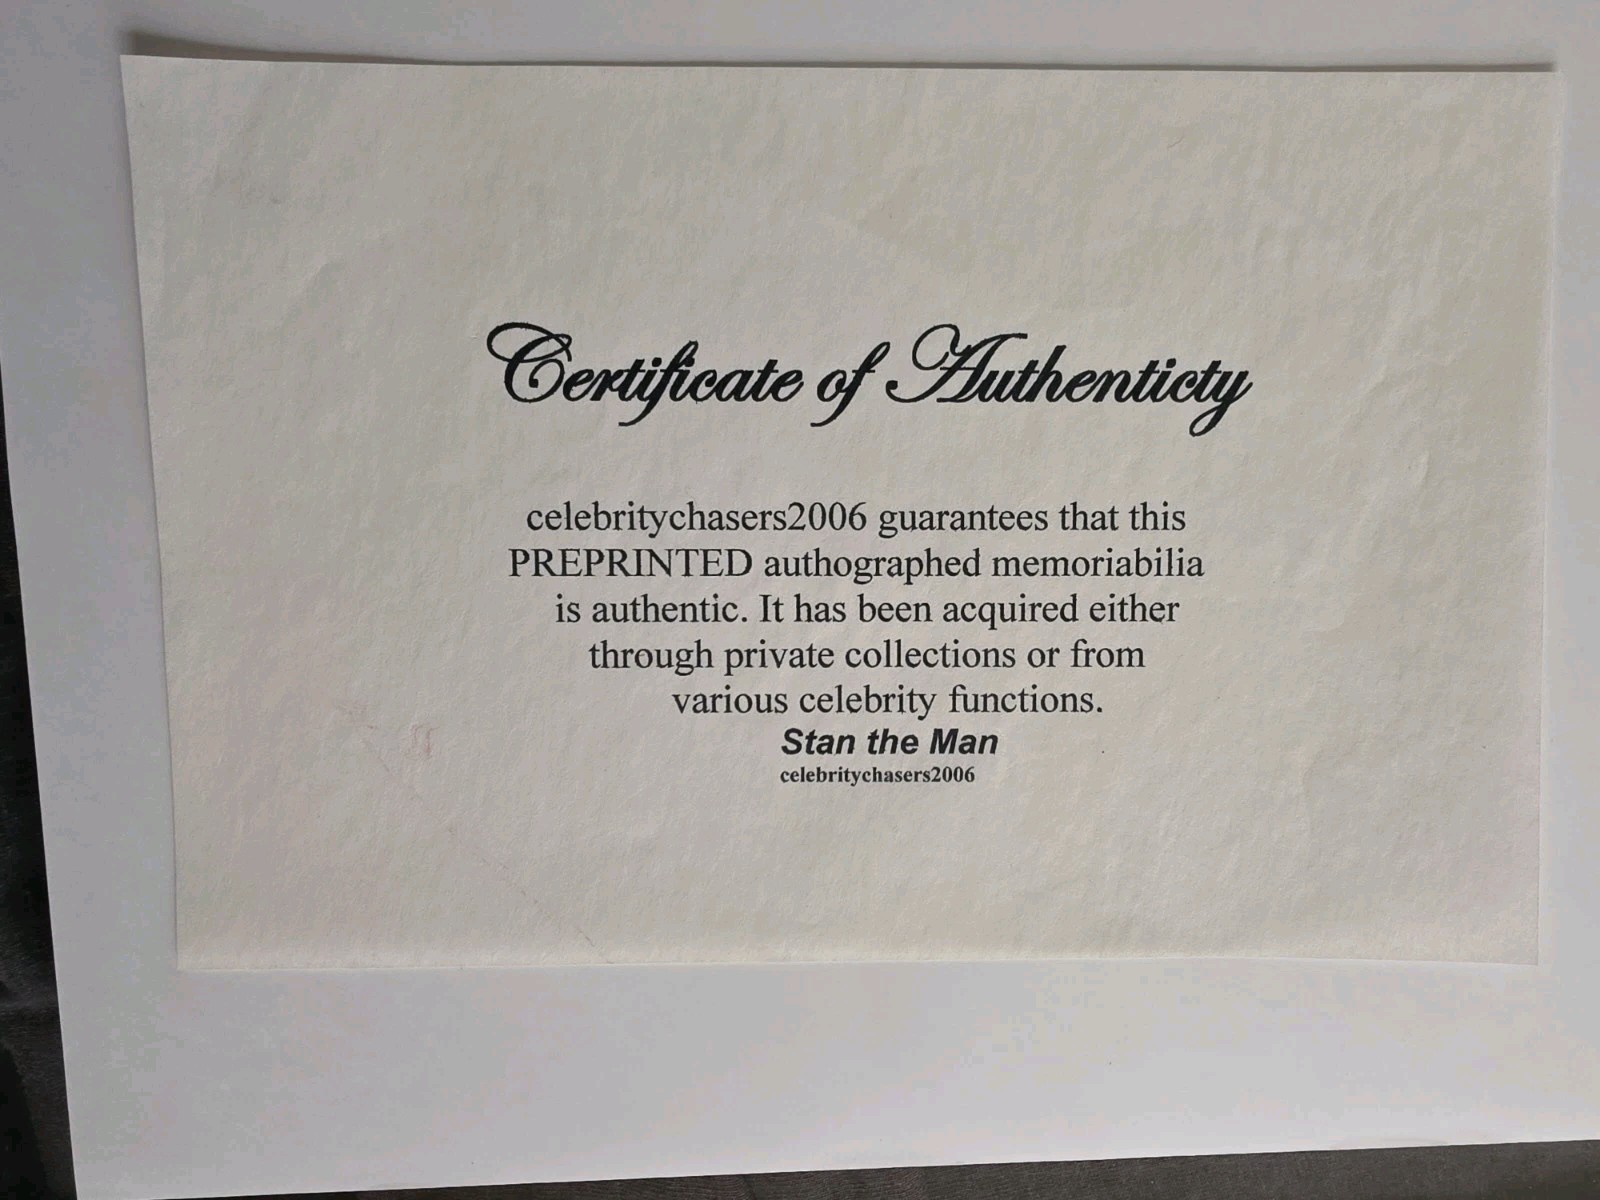 Certificate of Authenticty
celebritychasers2006 guarantees that this
PREPRINTED authographed memoriabilia
is authentic. It has been acquired either
through private collections or from
various celebrity functions.
Stan the Man
celebritychasers2006